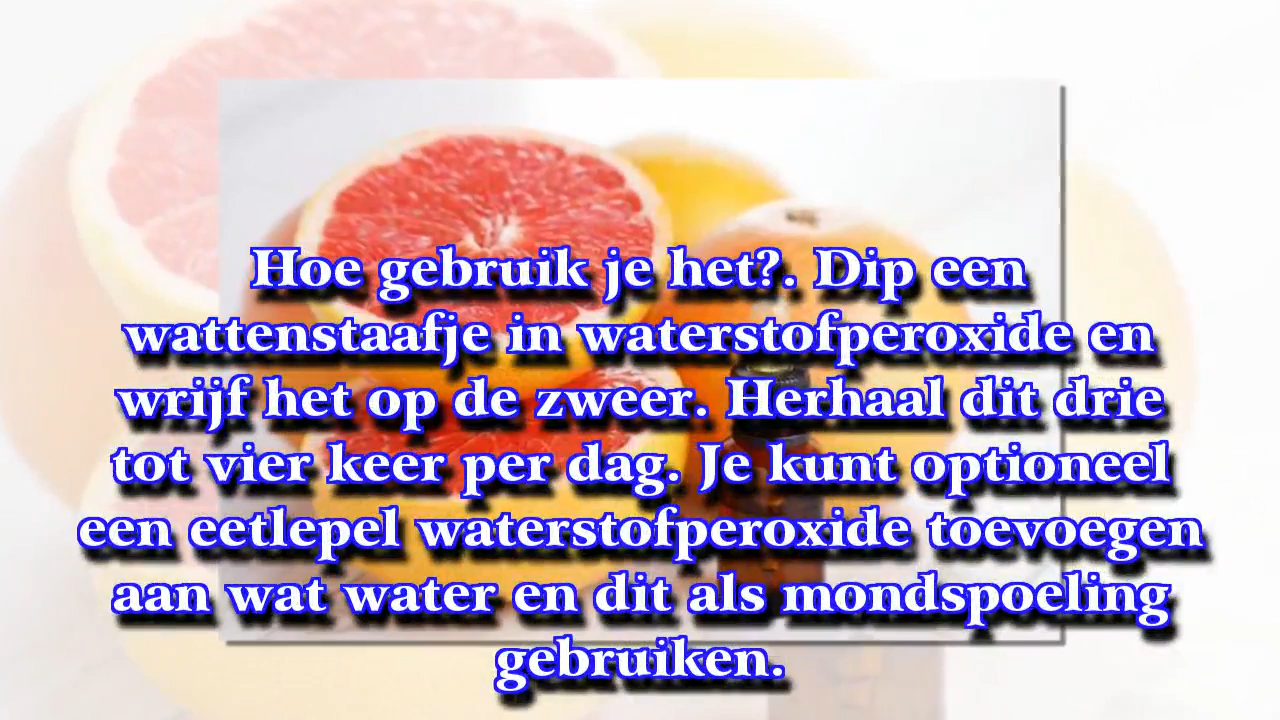 Hoe gebruik je het?. Dip een
wattenstaafje in waterstofperoxide en
wrijf het op de zweer. Herhaal dit drie
tot vier keer per dag. Je kunt optioneel
een eetlepel waterstofperoxide toevoegen
aan wat water en dit als mondspoeling
gebruiken.